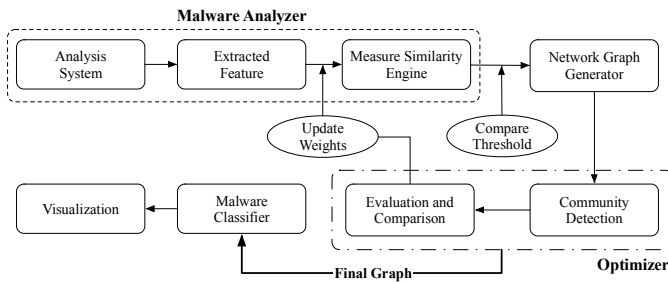 Malware Analyzer
Analysis
System
Extracted
Feature
Measure Similarity
Engine
Network Graph
Generator
Update
Weights
Compare
Threshold
Visualization
Malware
Classifier
Evaluation and
Comparison
Community
Detection
Optimizer
Final Graph